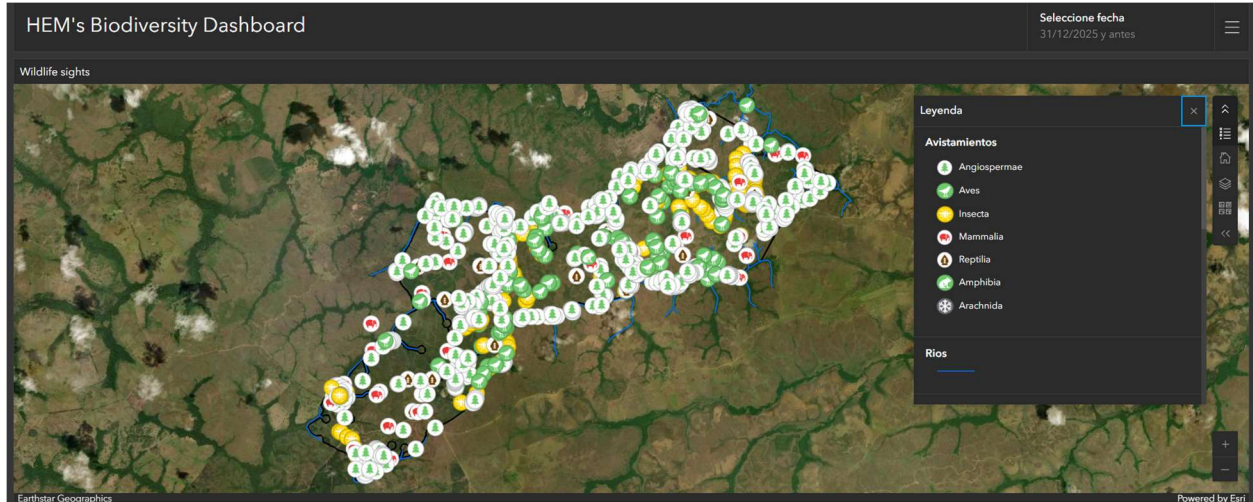 HEM's Biodiversity Dashboard
Seleccione fecha
31/12/2025 y antes
Wildlife sights
Leyenda
Avistamientos
Angiospermae
Aves
Insecta
Mammalia
Reptilia
Amphibia
Arachnida
Rios
Earthstar Geographics
Powered by Esri